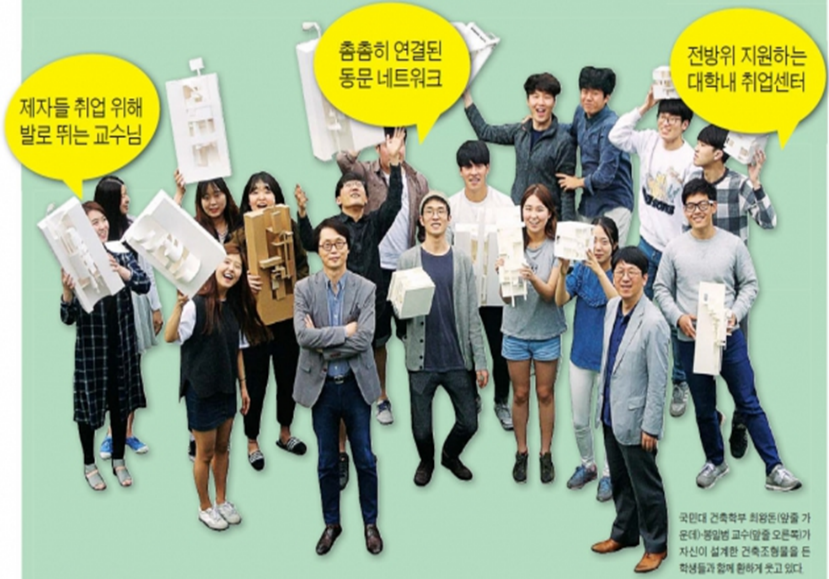 제자들 취업 위해
발로 뛰는 교수님
촘촘히 연결된
동문 네트워크
전방위 지원하는
대학내 취업센터
국민대 건축학부 최왕돈(앞줄 가
운데)·봉일범 교수(앞줄 오른쪽)가
자신이 설계한 건축조형물을 든
학생들과 함께 환하게 웃고 있다.